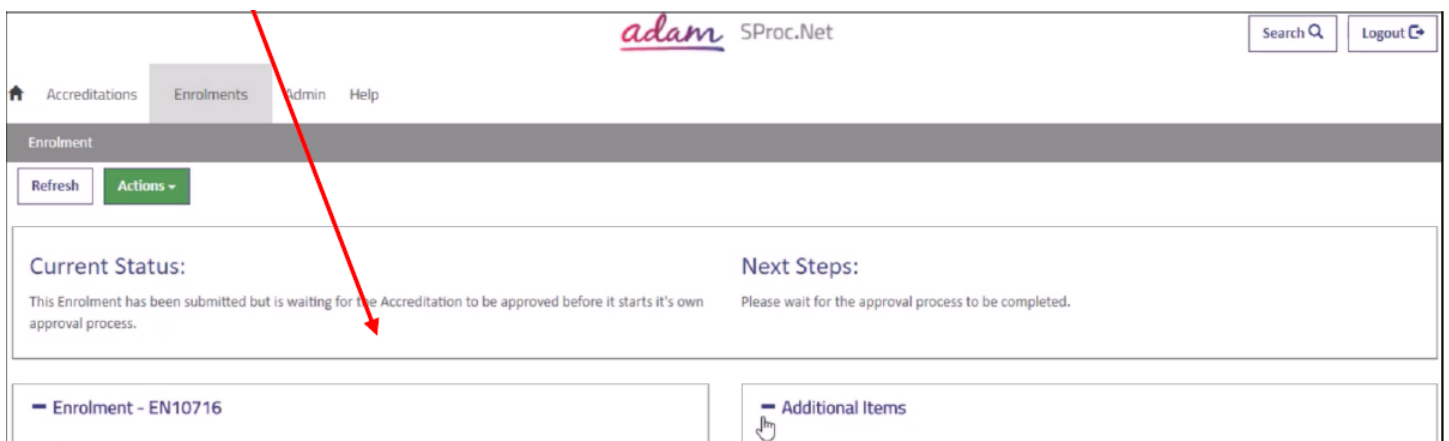 adam SProc.Net
Search
Logout
Accreditations Enrolments Admin Help
Enrolment
Refresh Actions
Current Status:
This Enrolment has been submitted but is waiting for the Accreditation to be approved before it starts it's own
approval process.
Next Steps:
Please wait for the approval process to be completed.
Enrolment - EN10716
Additional Items